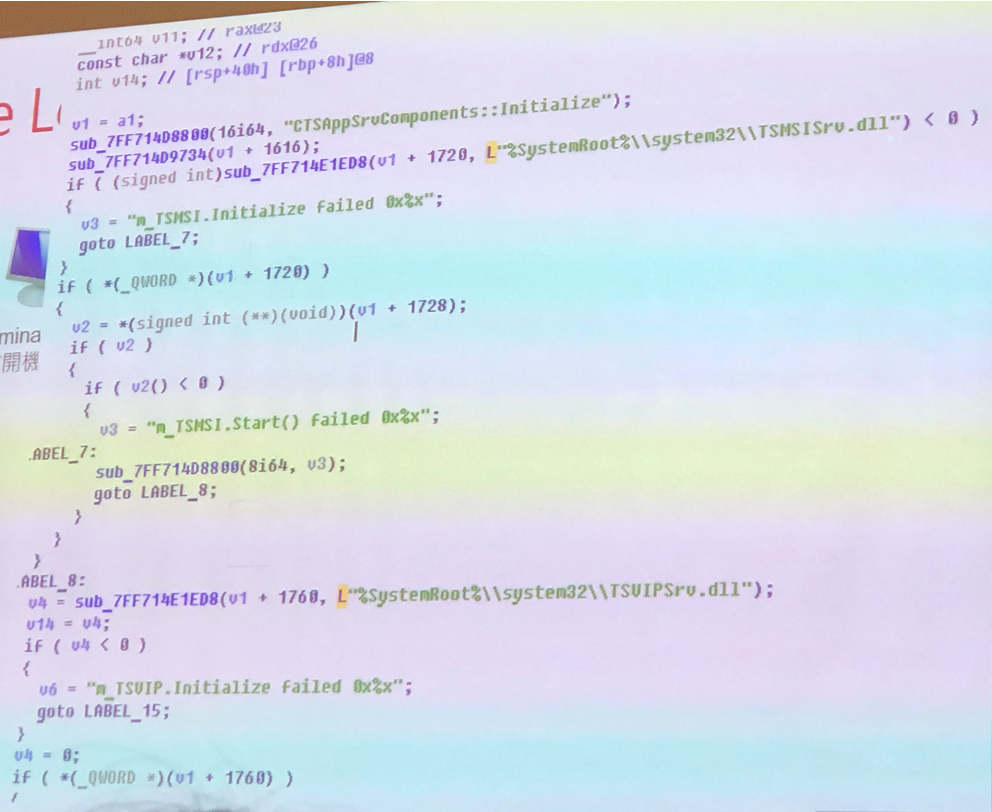 __int64 v11; // rax@23
const char *v12; // rdx@26
int v14; // [rsp+40h] [rbp+8h]@8
e L
v1 = a1;
sub_7FF714D8800(16i64, "CTSAppSrvComponents::Initialize");
sub_7FF714D9734(v1 + 1616);
if ( (signed int)sub_7FF714E1ED8(v1 + 1720, L"%SystemRoot%\\system32\\TSMSISrv.dll") < 0 )
{
v3 = "m_TSMSI.Initialize failed 0x%x";
goto LABEL_7;
}
if ( *(_QWORD *)(v1 + 1720) )
{
v2 = *(signed int (**)(void))(v1 + 1728);
mina
if ( v2 )
開機
{
if ( v2() < 0 )
{
v3 = "m_TSMSI.Start() failed 0x%x";
.ABEL_7:
sub_7FF714D8800(8i64, v3);
goto LABEL_8;
}
}
}
.ABEL_8:
v4 = sub_7FF714E1ED8(v1 + 1760, L"%SystemRoot%\\system32\\TSVIPSrv.dll");
v14 = v4;
if ( v4 < 0 )
{
v6 = "m_TSVIP.Initialize failed 0x%x";
goto LABEL_15;
}
v4 = 0;
if ( *(_QWORD *)(v1 + 1760) )